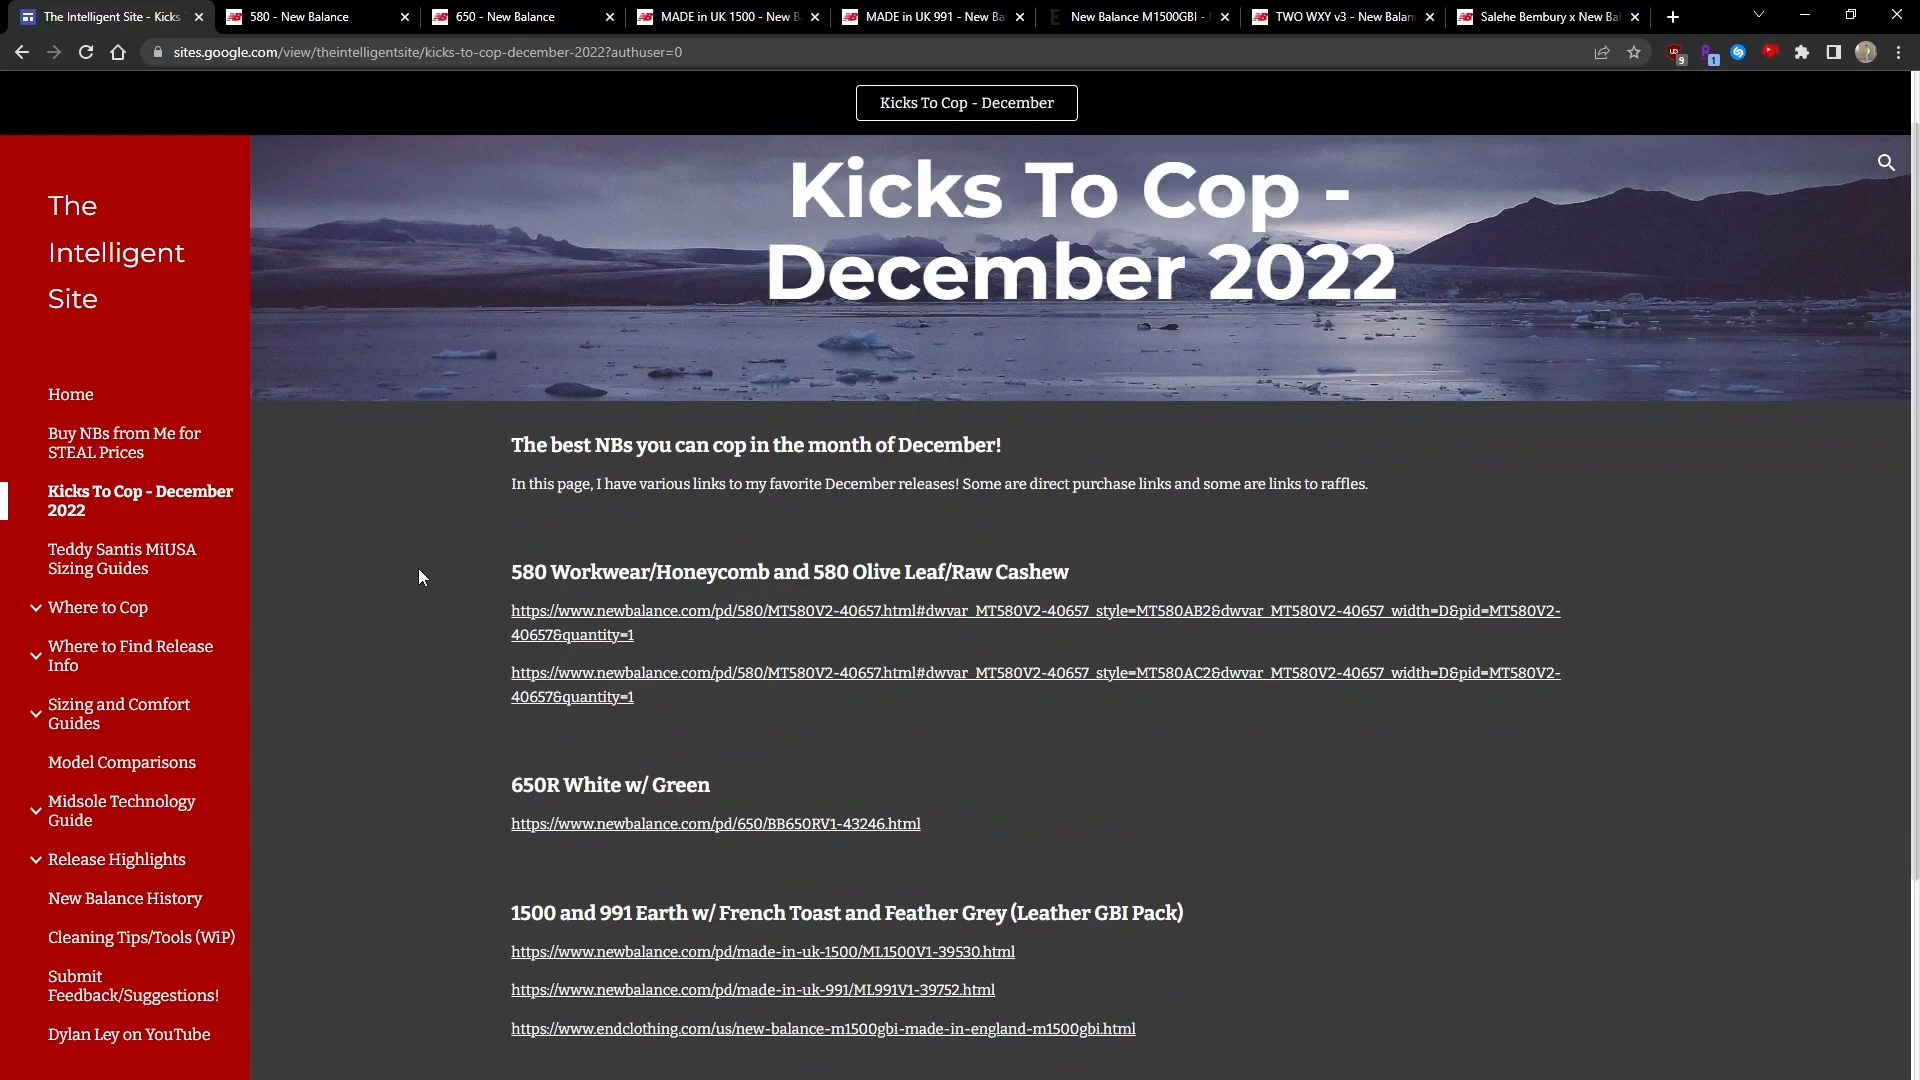 The Intelligent Site - Kicks
580 - New Balance
650 - New Balance
MADE in UK 1500 - New B
MADE in UK 991 - New Ba
New Balance M1500GBI -
TWO WXY v3 - New Balan
Salehe Bembury x New Ba
sites.google.com/view/theintelligentsite/kicks-to-cop-december-2022?authuser=0
9
1
Kicks To Cop - December
The
Intelligent
Site
Home
Buy NBs from Me for
STEAL Prices
Kicks To Cop - December
2022
Teddy Santis MiUSA
Sizing Guides
Where to Cop
Where to Find Release
Info
Sizing and Comfort
Guides
Model Comparisons
Midsole Technology
Guide
Release Highlights
New Balance History
Cleaning Tips/Tools (WiP)
Submit
Feedback/Suggestions!
Dylan Ley on YouTube
Kicks To Cop -
December 2022
The best NBs you can cop in the month of December!
In this page, I have various links to my favorite December releases! Some are direct purchase links and some are links to raffles.
580 Workwear/Honeycomb and 580 Olive Leaf/Raw Cashew
https://www.newbalance.com/pd/580/MT580V2-40657.html#dwvar_MT580V2-40657_style=MT580AB2&dwvar_MT580V2-40657_width=D&pid=MT580V2-
40657&quantity=1
https://www.newbalance.com/pd/580/MT580V2-40657.html#dwvar_MT580V2-40657_style=MT580AC2&dwvar_MT580V2-40657_width=D&pid=MT580V2-
40657&quantity=1
650R White w/ Green
https://www.newbalance.com/pd/650/BB650RV1-43246.html
1500 and 991 Earth w/ French Toast and Feather Grey (Leather GBI Pack)
https://www.newbalance.com/pd/made-in-uk-1500/ML1500V1-39530.html
https://www.newbalance.com/pd/made-in-uk-991/ML991V1-39752.html
https://www.endclothing.com/us/new-balance-m1500gbi-made-in-england-m1500gbi.html